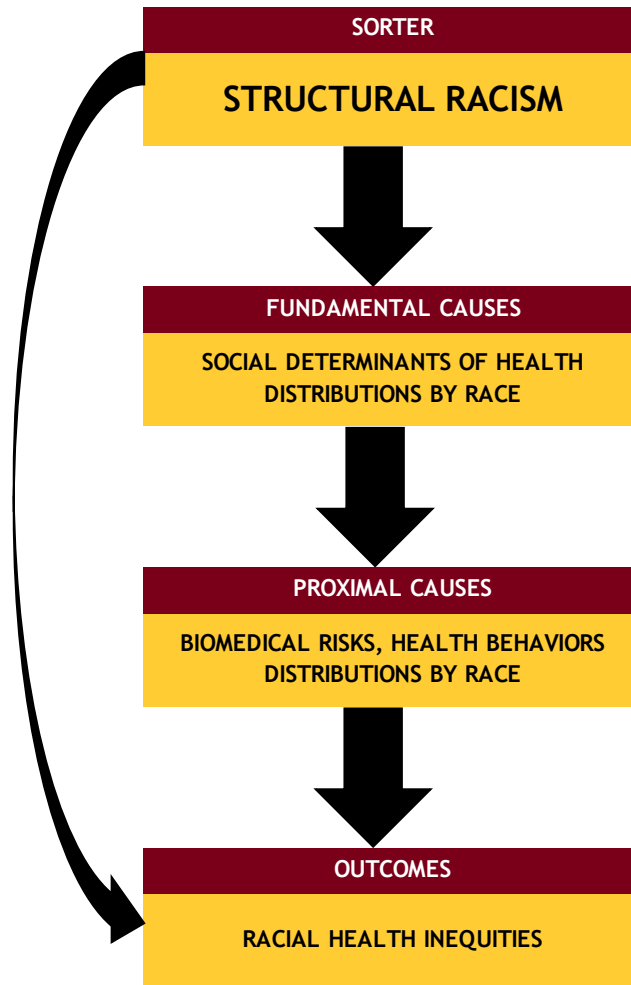 SORTER
STRUCTURAL RACISM
FUNDAMENTAL CAUSES
SOCIAL DETERMINANTS OF HEALTH
DISTRIBUTIONS BY RACE
PROXIMAL CAUSES
BIOMEDICAL RISKS, HEALTH BEHAVIORS
DISTRIBUTIONS BY RACE
OUTCOMES
RACIAL HEALTH INEQUITIES